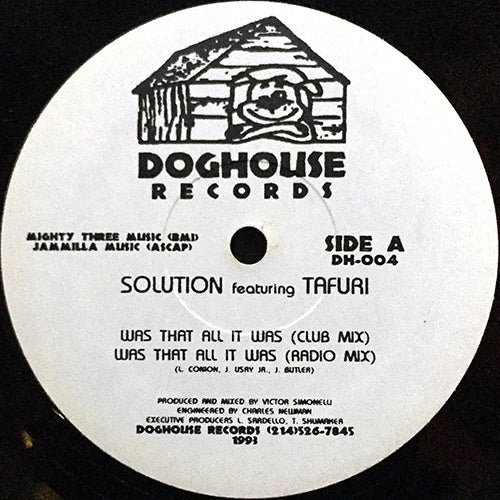 DOGHOUSE
RECORDS
MIGHTY THREE MUSIC (BMI)
JAMMILLA MUSIC (ASCAP)
SIDE A
DH-004
SOLUTION featuring TAFURI
WAS THAT ALL IT WAS (CLUB MIX)
WAS THAT ALL IT WAS (RADIO MIX)
(L. CONION, J. USRY JR., J. BUTLER)
PRODUCED AND MIXED BY VICTOR SIMONELLI
ENGINEERED BY CHARLES NEWMAN
EXECUTIVE PRODUCERS L. SARDELLO, T. SHUMAKER
DOGHOUSE RECORDS (214)526-7845
1993